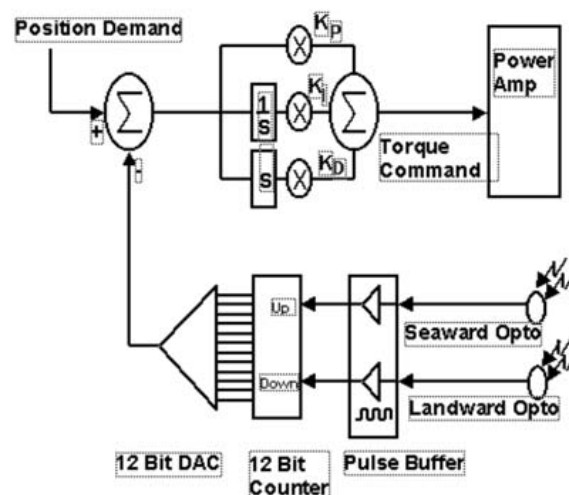 Position Demand
K P
Power
Amp
Σ
+
-
1
S
K I
Σ
S
K D
Torque
Command
Up
Seaward Opto
Down
Landward Opto
12 Bit DAC
12 Bit
Counter
Pulse Buffer